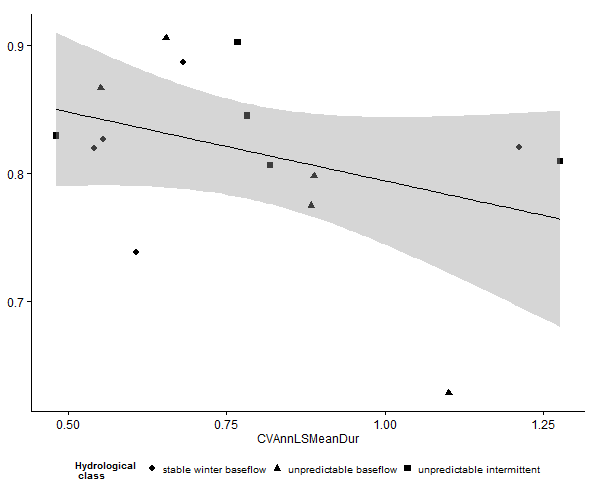 0.9
0.8
0.7
0.50 0.75 1.00 1.25
CVAnnLSMeanDur
Hydrological
class
stable winter baseflow unpredictable baseflow unpredictable intermittent